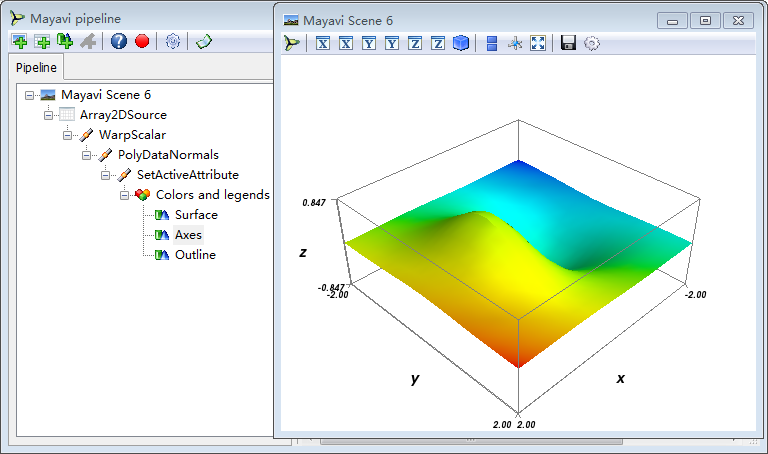 Mayavi pipeline
Mayavi Scene 6
X X Y Y Z Z
Pipeline
Mayavi Scene 6
Array2DSource
WarpScalar
PolyDataNormals
SetActiveAttribute
Colors and legends
Surface
Axes
Outline
0.847
z
-0.847
-2.00
-2.00
y
x
2.00 2.00